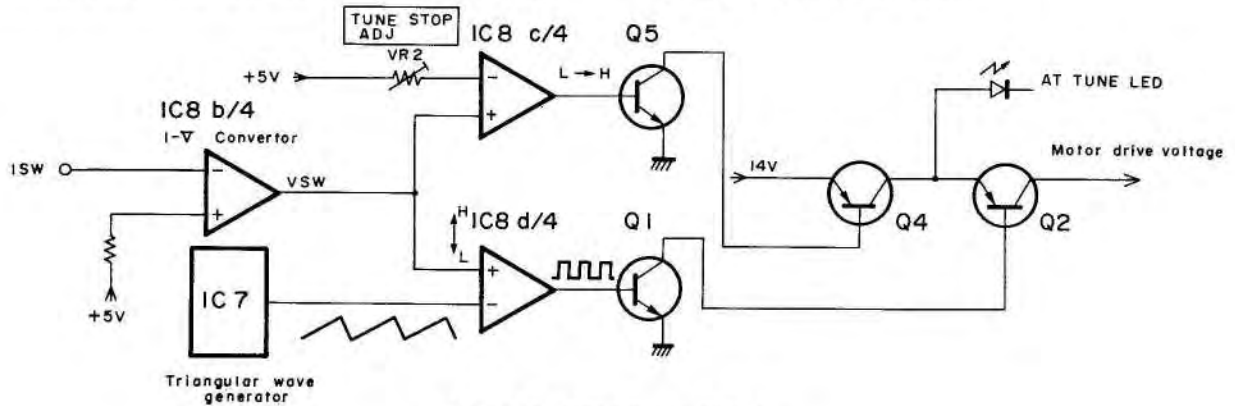 TUNE STOP
ADJ
VR2
+5V
IC8 c/4
L → H
Q5
IC8 b/4
I-V Convertor
ISW
VSW
+5V
IC7
Triangular wave
generator
H
L
IC8 d/4
Q1
14V
Q4
Q2
AT TUNE LED
Motor drive voltage